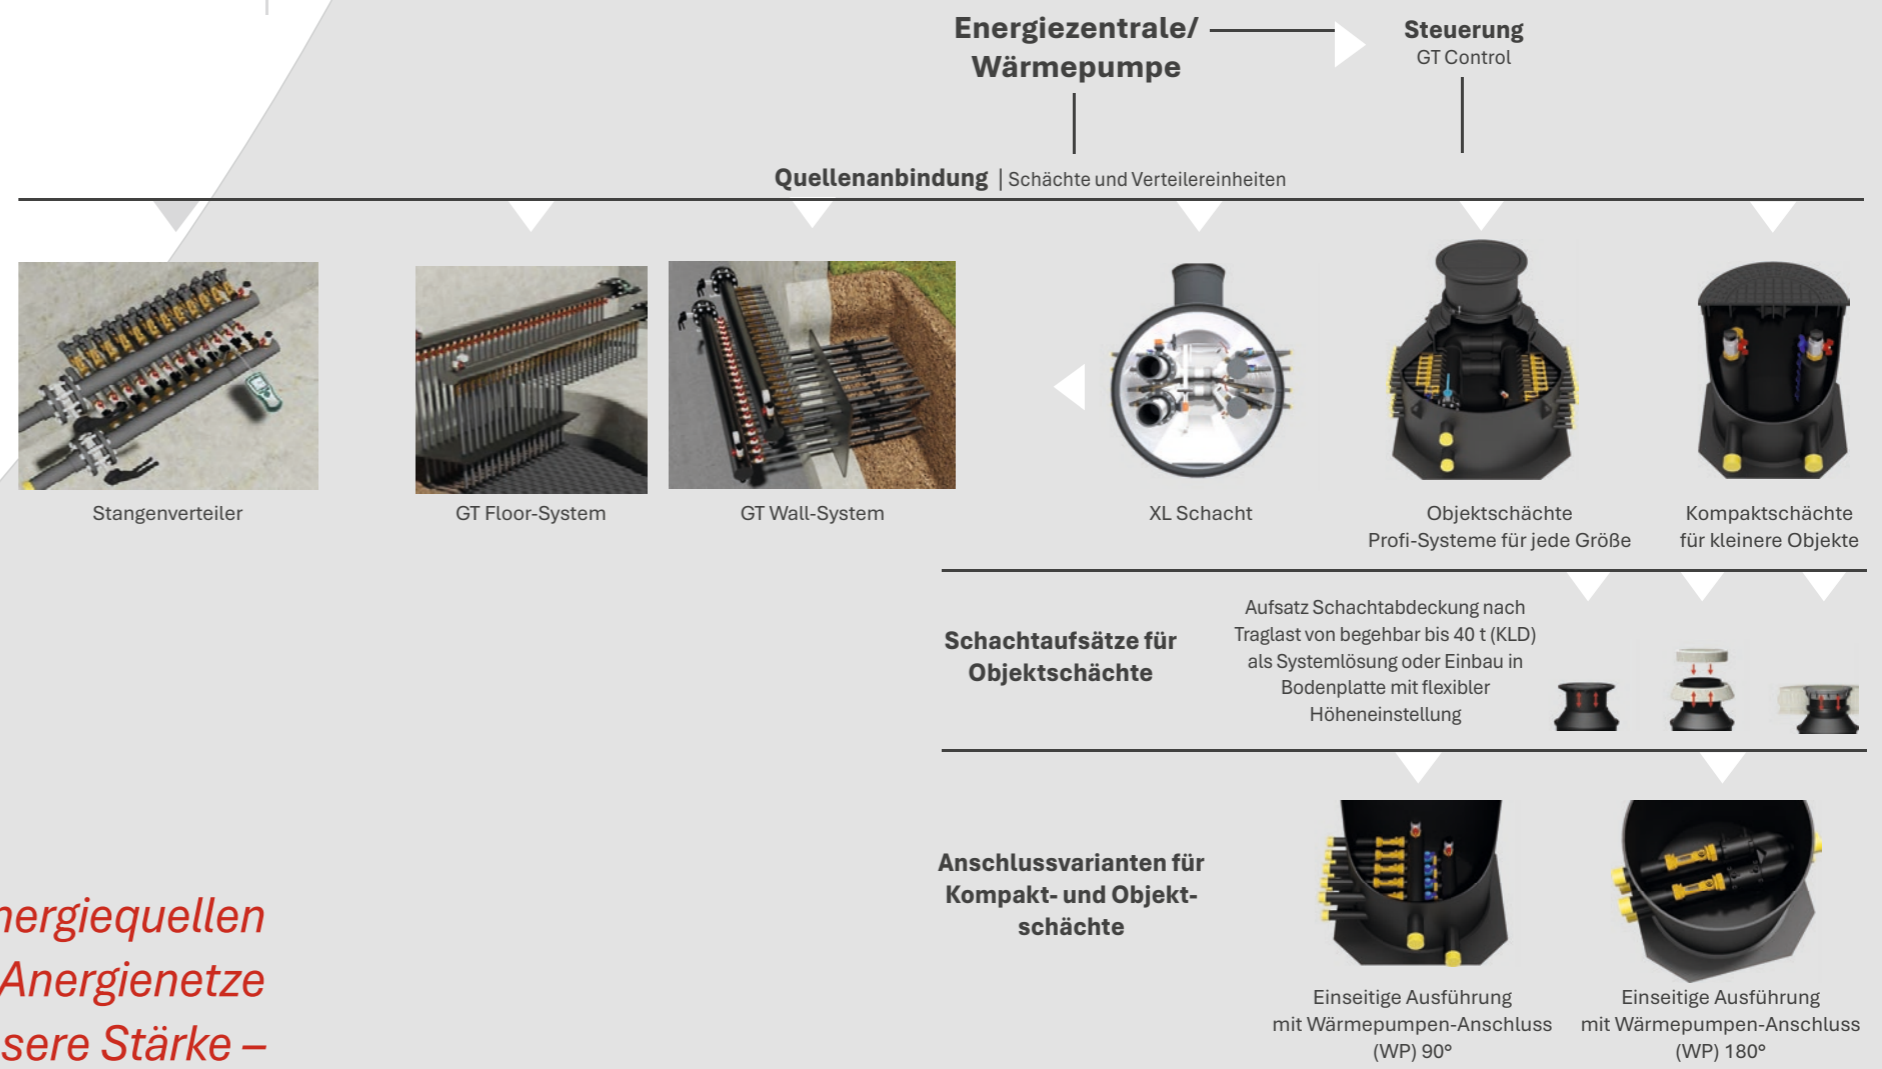 Energiezentrale/
Wärmepumpe
Steuerung
GT Control
Quellenanbindung | Schächte und Verteilereinheiten
Stangenverteiler
GT Floor-System
GT Wall-System
XL Schacht
Objektschächte
Profi-Systeme für jede Größe
Kompaktschächte
für kleinere Objekte
Schachtaufsätze für
Objektschächte
Aufsatz Schachtabdeckung nach
Traglast von begehbar bis 40 t (KLD)
als Systemlösung oder Einbau in
Bodenplatte mit flexibler
Höheneinstellung
Anschlussvarianten für
Kompakt- und Objekt-
schächte
Einseitige Ausführung
mit Wärmepumpen-Anschluss
(WP) 90°
Einseitige Ausführung
mit Wärmepumpen-Anschluss
(WP) 180°
nergiequellen
Anergienetze
sere Stärke –